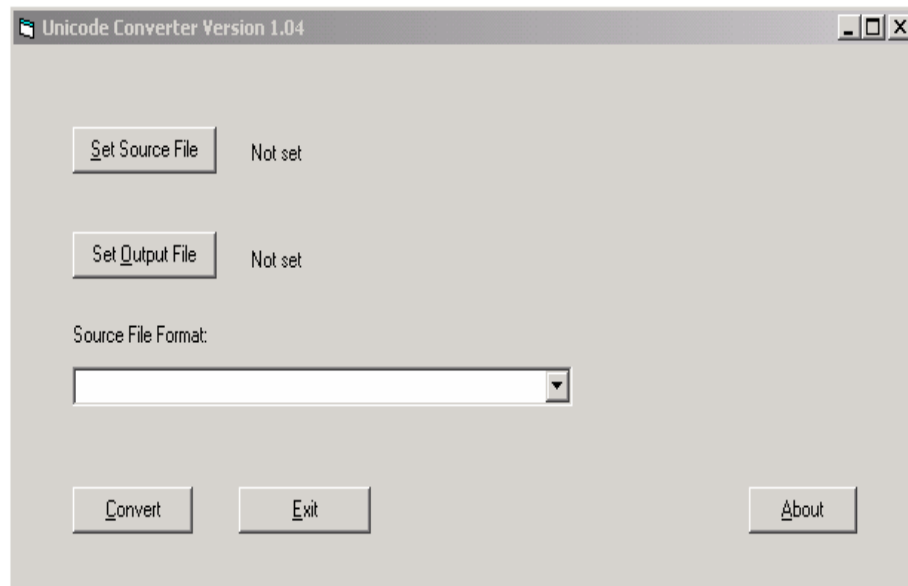 Unicode Converter Version 1.04
Set Source File Not set
Set Output File Not set
Source File Format:
Convert Exit About